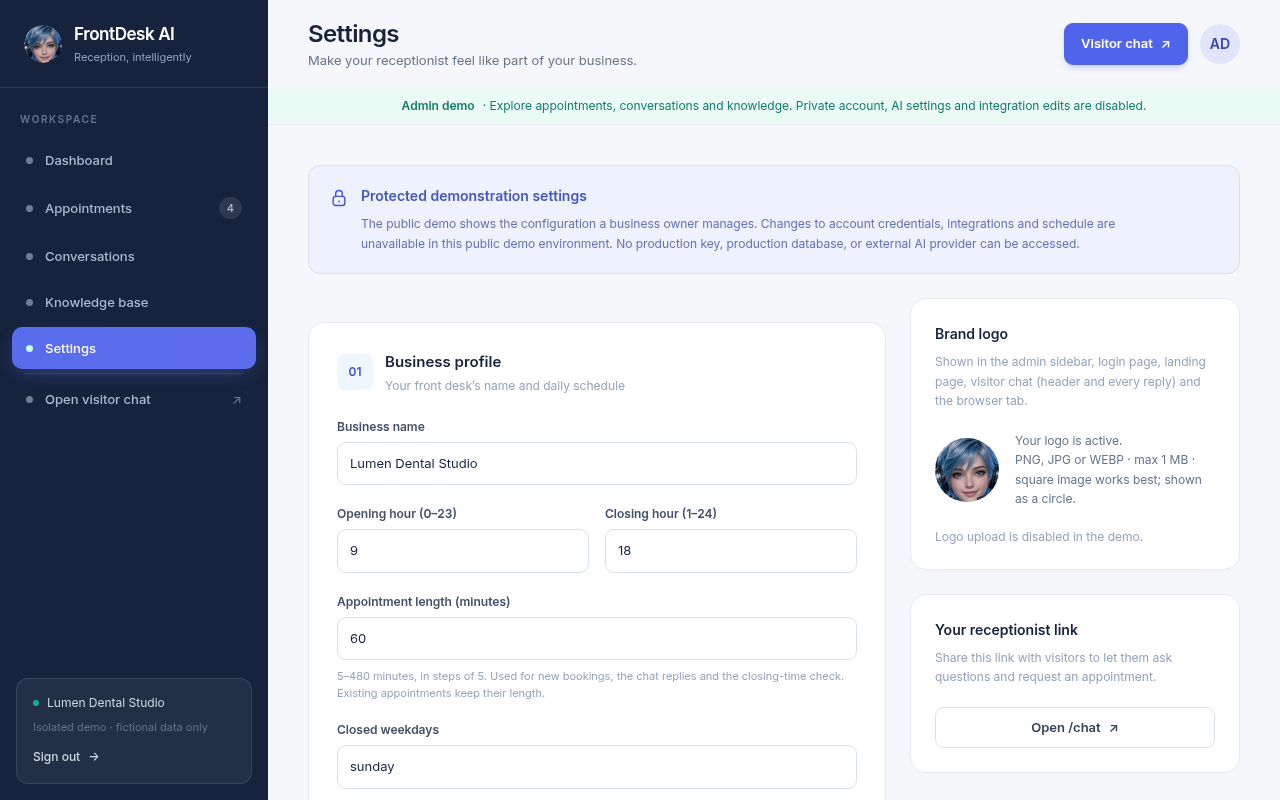 FrontDesk AI
Reception, intelligently
WORKSPACE
Dashboard
Appointments 4
Conversations
Knowledge base
Settings
Open visitor chat ↗
Lumen Dental Studio
Isolated demo · fictional data only
Sign out →
Settings
Make your receptionist feel like part of your business.
Visitor chat ↗
AD
Admin demo · Explore appointments, conversations and knowledge. Private account, AI settings and integration edits are disabled.
Protected demonstration settings
The public demo shows the configuration a business owner manages. Changes to account credentials, integrations and schedule are
unavailable in this public demo environment. No production key, production database, or external AI provider can be accessed.
01
Business profile
Your front desk’s name and daily schedule
Business name
Lumen Dental Studio
Opening hour (0–23) Closing hour (1–24)
9 18
Appointment length (minutes)
60
5–480 minutes, in steps of 5. Used for new bookings, the chat replies and the closing-time check.
Existing appointments keep their length.
Closed weekdays
sunday
Brand logo
Shown in the admin sidebar, login page, landing
page, visitor chat (header and every reply) and
the browser tab.
Your logo is active.
PNG, JPG or WEBP · max 1 MB ·
square image works best; shown
as a circle.
Logo upload is disabled in the demo.
Your receptionist link
Share this link with visitors to let them ask
questions and request an appointment.
Open /chat ↗